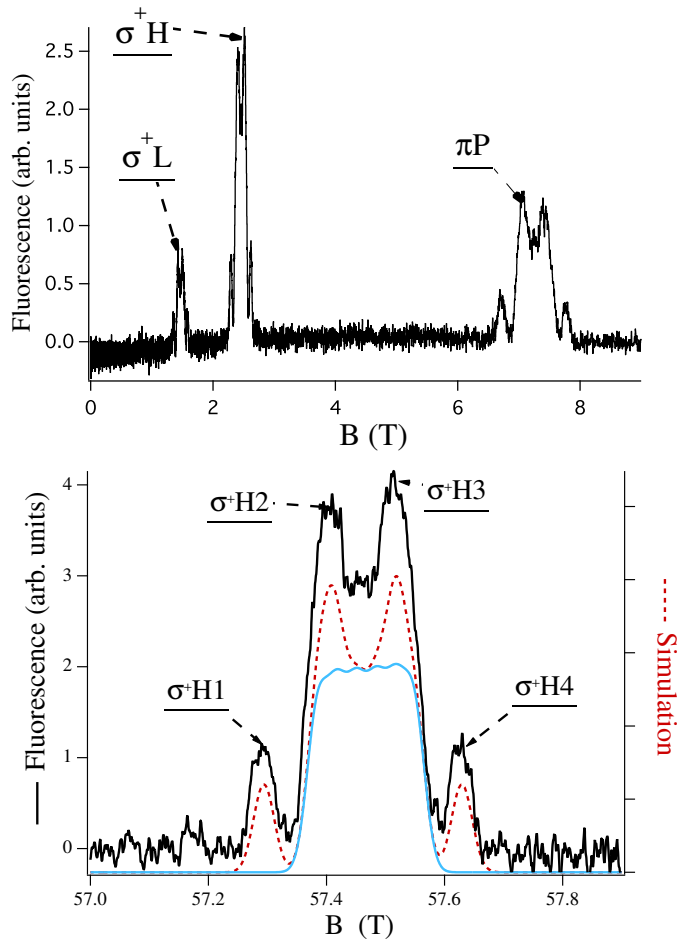 σ⁺H
σ⁺L
πP
Fluorescence (arb. units)
2.5
2.0
1.5
1.0
0.5
0.0
0 2 4 6 8
B (T)
σ⁺H2
σ⁺H3
σ⁺H1
σ⁺H4
Fluorescence (arb. units)
4
3
2
1
0
Simulation
57.0 57.2 57.4 57.6 57.8
B (T)